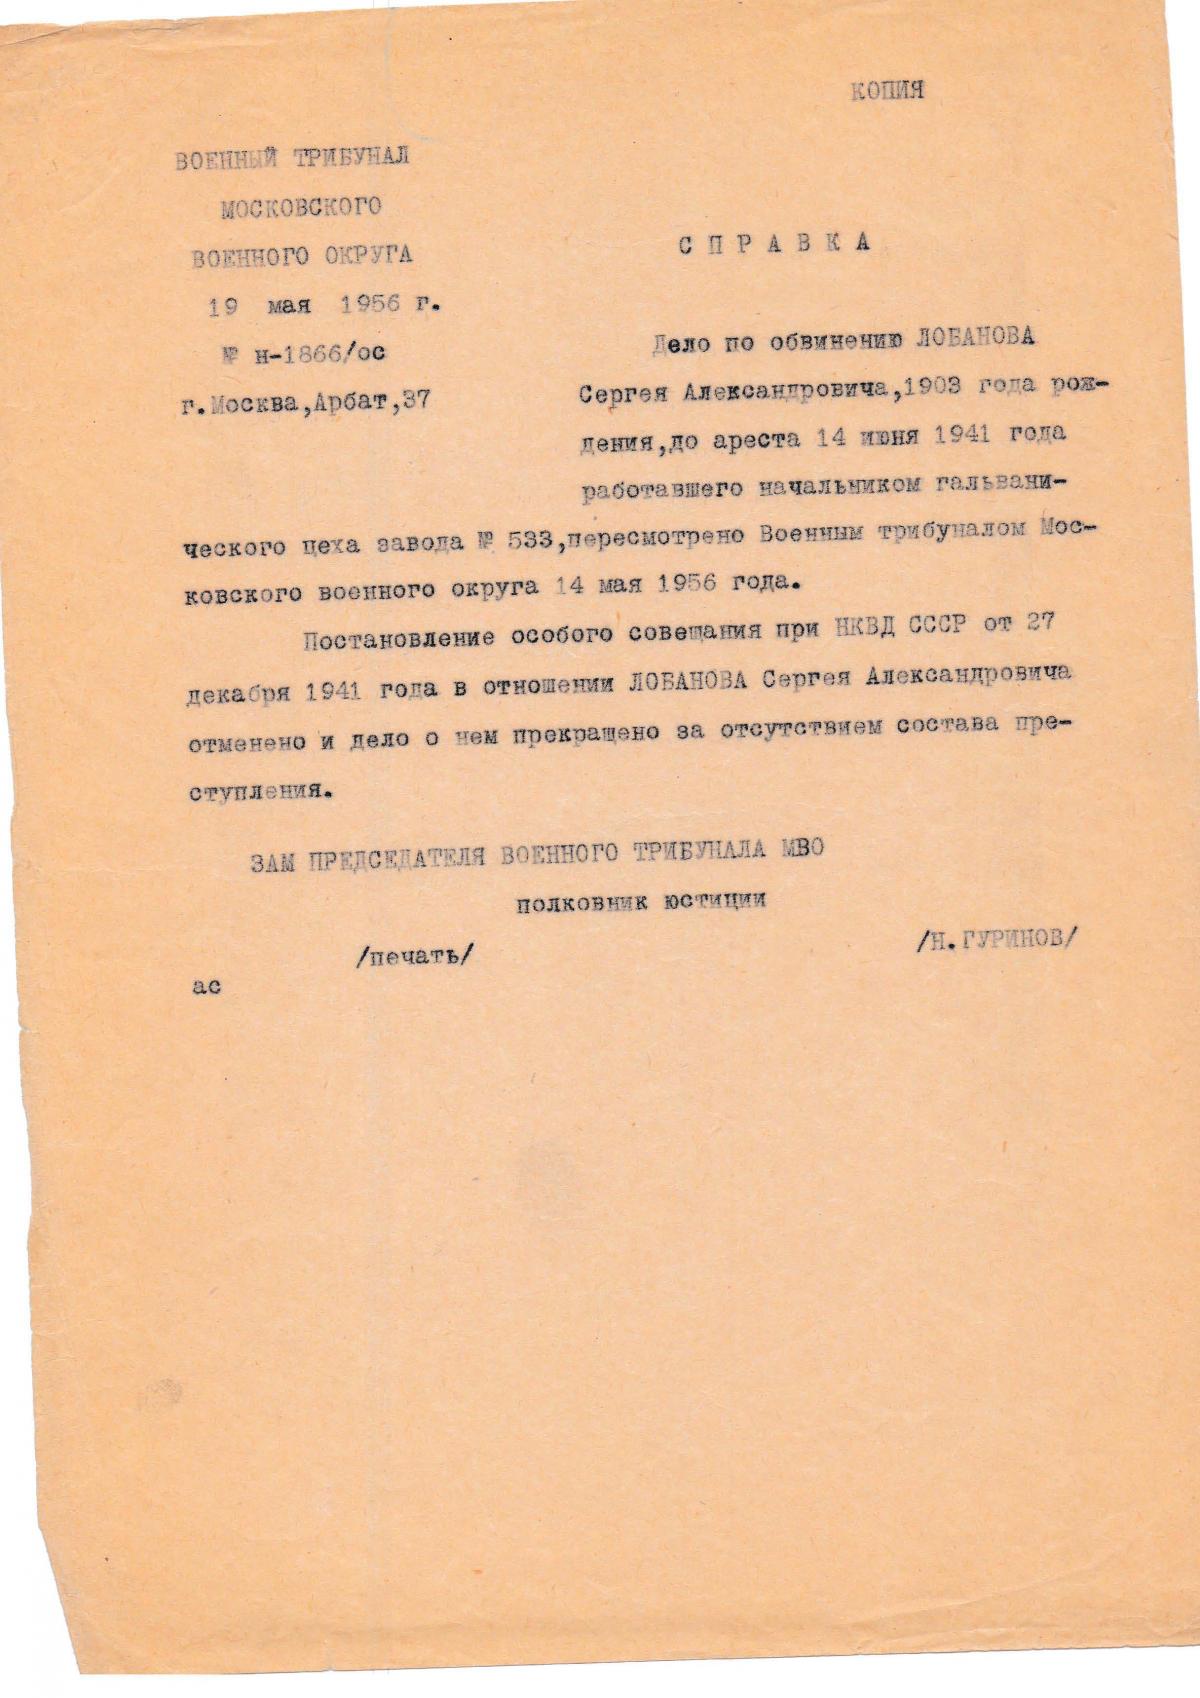 КОПИЯ
ВОЕННЫЙ ТРИБУНАЛ
МОСКОВСКОГО
ВОЕННОГО ОКРУГА
19 мая 1956 г.
№ н-1866/ос
г.Москва,Арбат,37
С П Р А В К А
Дело по обвинению ЛОБАНОВА
Сергея Александровича,1903 года рож-
дения,до ареста 14 июня 1941 года
работавшего начальником гальвани-
ческого цеха завода № 533,пересмотрено Военным трибуналом Мос-
ковского военного округа 14 мая 1956 года.
Постановление особого совещания при НКВД СССР от 27
декабря 1941 года в отношении ЛОБАНОВА Сергея Александровича
отменено и дело о нем прекращено за отсутствием состава пре-
ступления.
ЗАМ ПРЕДСЕДАТЕЛЯ ВОЕННОГО ТРИБУНАЛА МВО
полковник юстиции
/Н.ГУРИНОВ/
/печать/
ас